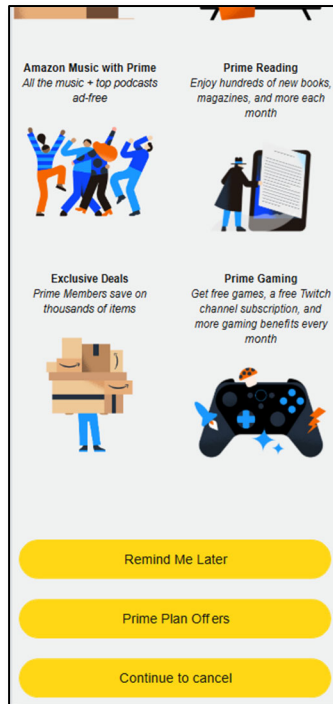 Amazon Music with Prime
All the music + top podcasts
ad-free
Prime Reading
Enjoy hundreds of new books,
magazines, and more each
month
Exclusive Deals
Prime Members save on
thousands of items
Prime Gaming
Get free games, a free Twitch
channel subscription, and
more gaming benefits every
month
Remind Me Later
Prime Plan Offers
Continue to cancel